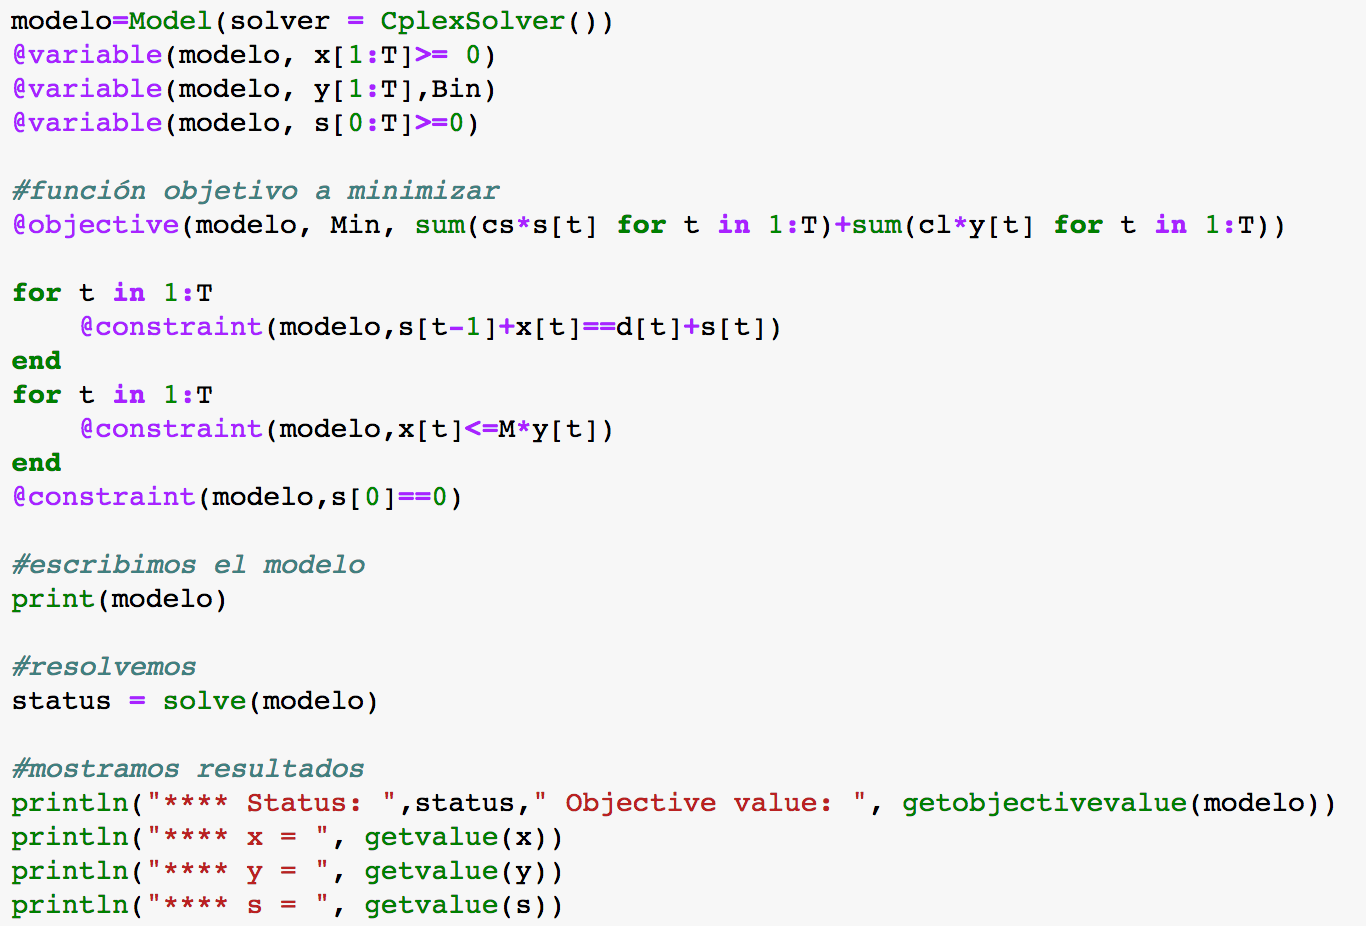 modelo=Model(solver = CplexSolver())
@variable(modelo, x[1:T]>= 0)
@variable(modelo, y[1:T],Bin)
@variable(modelo, s[0:T]>=0)
#función objetivo a minimizar
@objective(modelo, Min, sum(cs*s[t] for t in 1:T)+sum(cl*y[t] for t in 1:T))
for t in 1:T
    @constraint(modelo,s[t-1]+x[t]==d[t]+s[t])
end
for t in 1:T
    @constraint(modelo,x[t]<=M*y[t])
end
@constraint(modelo,s[0]==0)
#escribimos el modelo
print(modelo)
#resolvemos
status = solve(modelo)
#mostramos resultados
println("**** Status: ",status," Objective value: ", getobjectivevalue(modelo))
println("**** x = ", getvalue(x))
println("**** y = ", getvalue(y))
println("**** s = ", getvalue(s))